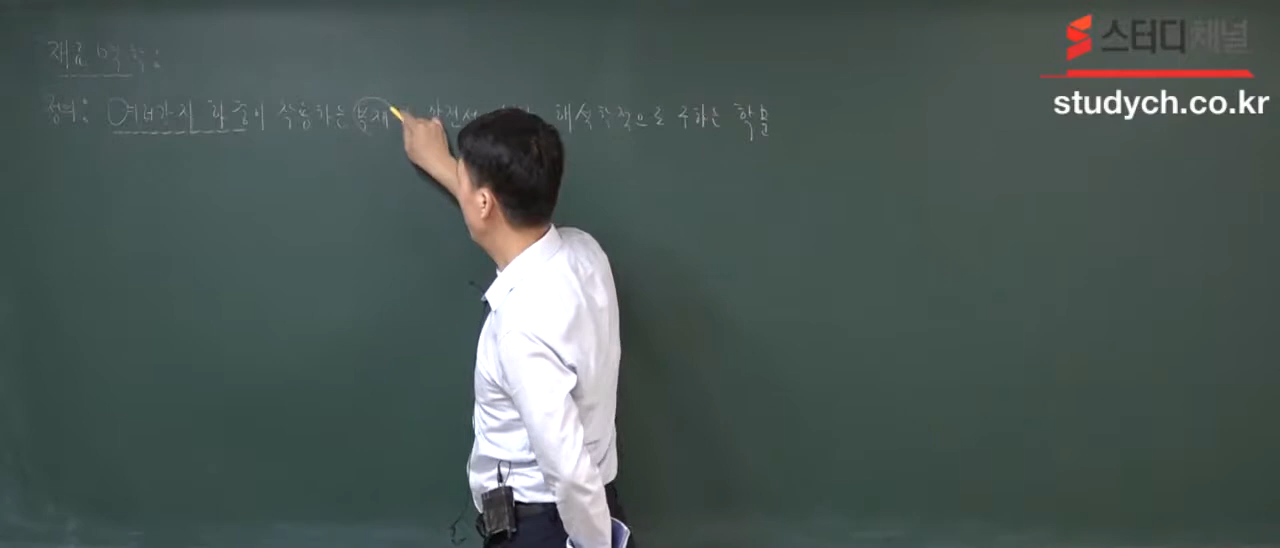 스터디채널
studych.co.kr
재료 역학 :
정의 : 여러가지 하중이 작용하는 부재 안전성 해석학적으로 구하는 학문